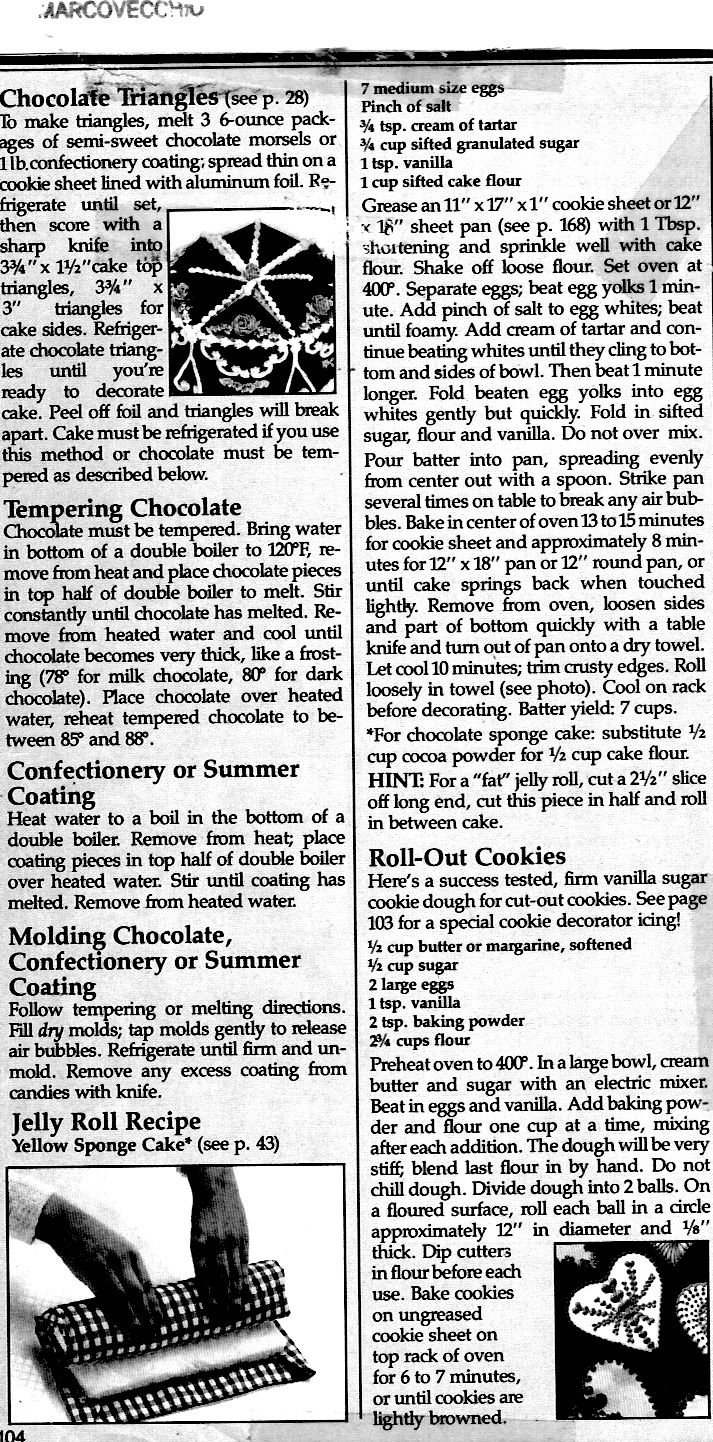 MARCOVECCHIO
Chocolate Triangles (see p. 28)
To make triangles, melt 3 6-ounce pack-
ages of semi-sweet chocolate morsels or
1 lb. confectionery coating; spread thin on a
cookie sheet lined with aluminum foil. Re-
frigerate until set,
then score with a
sharp knife into
3¾" x 1½" cake top
triangles, 3¾" x
3" triangles for
cake sides. Refriger-
ate chocolate triang-
les until you're
ready to decorate
cake. Peel off foil and triangles will break
apart. Cake must be refrigerated if you use
this method or chocolate must be tem-
pered as described below.
Tempering Chocolate
Chocolate must be tempered. Bring water
in bottom of a double boiler to 120°F, re-
move from heat and place chocolate pieces
in top half of double boiler to melt. Stir
constantly until chocolate has melted. Re-
move from heated water and cool until
chocolate becomes very thick, like a frost-
ing (78° for milk chocolate, 80° for dark
chocolate). Place chocolate over heated
water, reheat tempered chocolate to be-
tween 85° and 88°.
Confectionery or Summer
Coating
Heat water to a boil in the bottom of a
double boiler. Remove from heat; place
coating pieces in top half of double boiler
over heated water. Stir until coating has
melted. Remove from heated water.
Molding Chocolate,
Confectionery or Summer
Coating
Follow tempering or melting directions.
Fill dry molds; tap molds gently to release
air bubbles. Refrigerate until firm and un-
mold. Remove any excess coating from
candies with knife.
Jelly Roll Recipe
Yellow Sponge Cake* (see p. 43)
104
7 medium size eggs
Pinch of salt
¾ tsp. cream of tartar
¾ cup sifted granulated sugar
1 tsp. vanilla
1 cup sifted cake flour
Grease an 11" x 17" x 1" cookie sheet or 12"
x 18" sheet pan (see p. 168) with 1 Tbsp.
shortening and sprinkle well with cake
flour. Shake off loose flour. Set oven at
400°. Separate eggs; beat egg yolks 1 min-
ute. Add pinch of salt to egg whites; beat
until foamy. Add cream of tartar and con-
tinue beating whites until they cling to bot-
tom and sides of bowl. Then beat 1 minute
longer. Fold beaten egg yolks into egg
whites gently but quickly. Fold in sifted
sugar, flour and vanilla. Do not over mix.
Pour batter into pan, spreading evenly
from center out with a spoon. Strike pan
several times on table to break any air bub-
bles. Bake in center of oven 13 to 15 minutes
for cookie sheet and approximately 8 min-
utes for 12" x 18" pan or 12" round pan, or
until cake springs back when touched
lightly. Remove from oven, loosen sides
and part of bottom quickly with a table
knife and turn out of pan onto a dry towel.
Let cool 10 minutes; trim crusty edges. Roll
loosely in towel (see photo). Cool on rack
before decorating. Batter yield: 7 cups.
*For chocolate sponge cake: substitute ½
cup cocoa powder for ½ cup cake flour.
HINT: For a "fat" jelly roll, cut a 2½" slice
off long end, cut this piece in half and roll
in between cake.
Roll-Out Cookies
Here's a success tested, firm vanilla sugar
cookie dough for cut-out cookies. See page
103 for a special cookie decorator icing!
½ cup butter or margarine, softened
½ cup sugar
2 large eggs
1 tsp. vanilla
2 tsp. baking powder
2¾ cups flour
Preheat oven to 400°. In a large bowl, cream
butter and sugar with an electric mixer.
Beat in eggs and vanilla. Add baking pow-
der and flour one cup at a time, mixing
after each addition. The dough will be very
stiff; blend last flour in by hand. Do not
chill dough. Divide dough into 2 balls. On
a floured surface, roll each ball in a circle
approximately 12" in diameter and ⅛"
thick. Dip cutters
in flour before each
use. Bake cookies
on ungreased
cookie sheet on
top rack of oven
for 6 to 7 minutes,
or until cookies are
lightly browned.